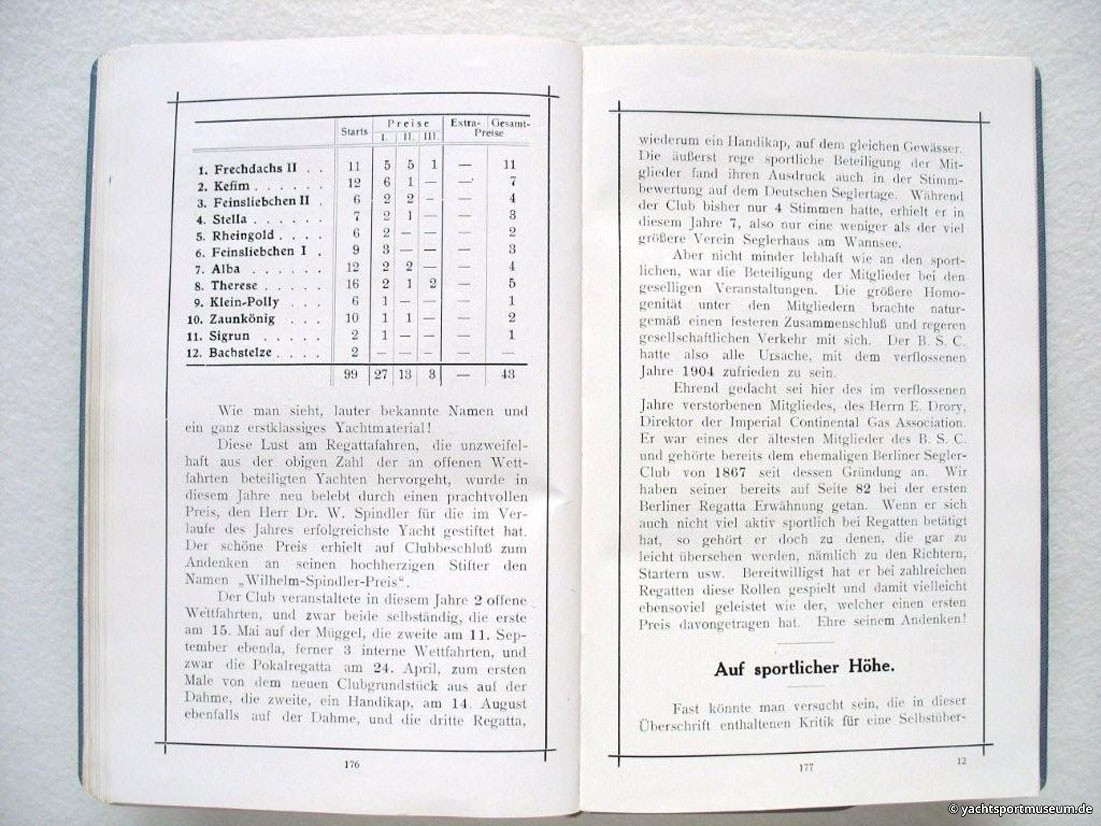 Starts Preise Extra- Gesamt-
I. II. III. Preise
1. Frechdachs II . . 11 5 5 1 — 11
2. Kefim . . . . . . 12 6 1 — — 7
3. Feinsliebchen II . 6 2 2 – — 4
4. Stella . . . . . . 7 2 1 — — 3
5. Rheingold . . . . 6 2 — — — 2
6. Feinsliebchen I . 9 3 — — — 3
7. Alba . . . . . . 12 2 2 — — 4
8. Therese . . . . . 16 2 1 2 — 5
9. Klein-Polly . . . 6 1 — — — 1
10. Zaunkönig . . . 10 1 1 — — 2
11. Sigrun . . . . . 2 1 — — — 1
12. Bachstelze . . . . 2 — — — — —
99 27 13 3 — 43
Wie man sieht, lauter bekannte Namen und
ein ganz erstklassiges Yachtmaterial!
Diese Lust am Regattafahren, die unzweifel-
haft aus der obigen Zahl der an offenen Wett-
fahrten beteiligten Yachten hervorgeht, wurde in
diesem Jahre neu belebt durch einen prachtvollen
Preis, den Herr Dr. W. Spindler für die im Ver-
laufe des Jahres erfolgreichste Yacht gestiftet hat.
Der schöne Preis erhielt auf Clubbeschluß zum
Andenken an seinen hochherzigen Stifter den
Namen „Wilhelm-Spindler-Preis“.
Der Club veranstaltete in diesem Jahre 2 offene
Wettfahrten, und zwar beide selbständig, die erste
am 15. Mai auf der Müggel, die zweite am 11. Sep-
tember ebenda, ferner 3 interne Wettfahrten, und
zwar die Pokalregatta am 24. April, zum ersten
Male von dem neuen Clubgrundstück aus auf der
Dahme, die zweite, ein Handikap, am 14. August
ebenfalls auf der Dahme, und die dritte Regatta,
176
wiederum ein Handikap, auf dem gleichen Gewässer.
Die äußerst rege sportliche Beteiligung der Mit-
glieder fand ihren Ausdruck auch in der Stimm-
bewertung auf dem Deutschen Seglertage. Während
der Club bisher nur 4 Stimmen hatte, erhielt er in
diesem Jahre 7, also nur eine weniger als der viel
größere Verein Seglerhaus am Wannsee.
Aber nicht minder lebhaft wie an den sport-
lichen, war die Beteiligung der Mitglieder bei den
geselligen Veranstaltungen. Die größere Homo-
genität unter den Mitgliedern brachte natur-
gemäß einen festeren Zusammenschluß und regeren
gesellschaftlichen Verkehr mit sich. Der B. S. C.
hatte also alle Ursache, mit dem verflossenen
Jahre 1904 zufrieden zu sein.
Ehrend gedacht sei hier des im verflossenen
Jahre verstorbenen Mitgliedes, des Herrn E. Drory,
Direktor der Imperial Continental Gas Association.
Er war eines der ältesten Mitglieder des B. S. C.
und gehörte bereits dem ehemaligen Berliner Segler-
Club von 1867 seit dessen Gründung an. Wir
haben seiner bereits auf Seite 82 bei der ersten
Berliner Regatta Erwähnung getan. Wenn er sich
auch nicht viel aktiv sportlich bei Regatten betätigt
hat, so gehört er doch zu denen, die gar zu
leicht übersehen werden, nämlich zu den Richtern,
Startern usw. Bereitwilligst hat er bei zahlreichen
Regatten diese Rollen gespielt und damit vielleicht
ebensoviel geleistet wie der, welcher einen ersten
Preis davongetragen hat. Ehre seinem Andenken!
Auf sportlicher Höhe.
Fast könnte man versucht sein, die in dieser
Überschrift enthaltenen Kritik für eine Selbstüber-
177
12
© yachtsportmuseum.de